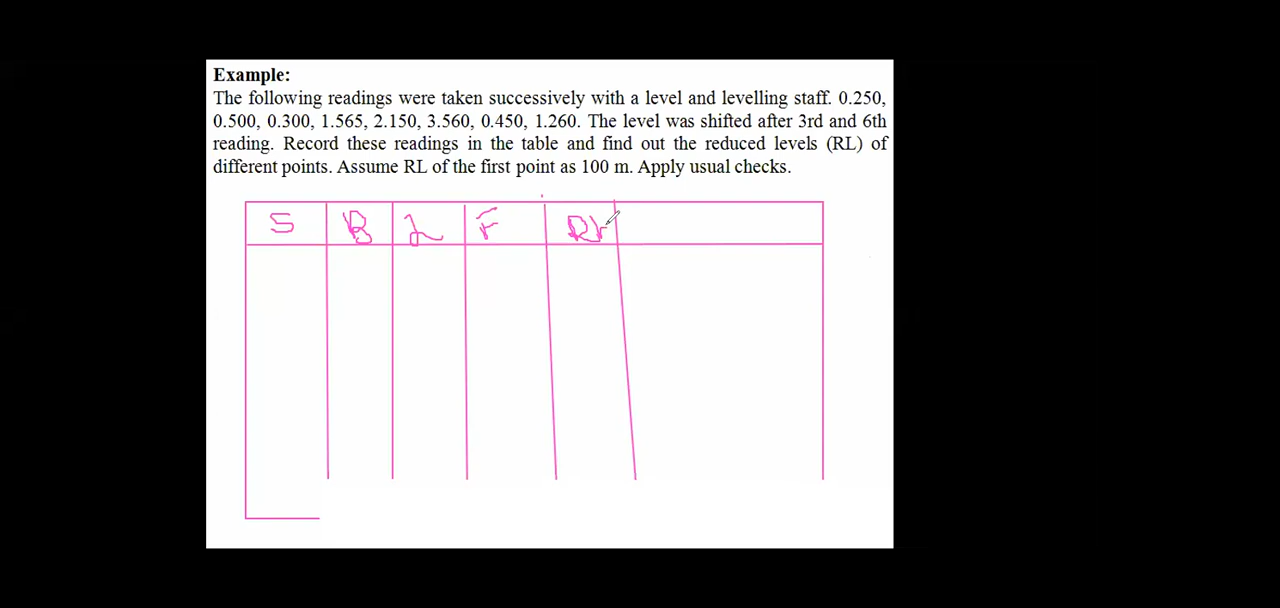 Example:
The following readings were taken successively with a level and levelling staff. 0.250,
0.500, 0.300, 1.565, 2.150, 3.560, 0.450, 1.260. The level was shifted after 3rd and 6th
reading. Record these readings in the table and find out the reduced levels (RL) of
different points. Assume RL of the first point as 100 m. Apply usual checks.
S B I F